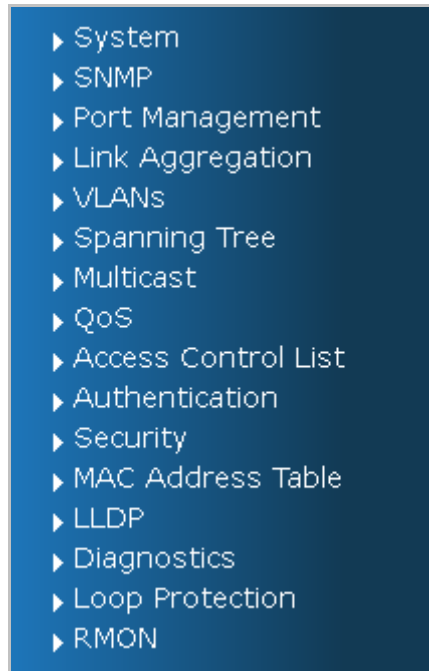 System
SNMP
Port Management
Link Aggregation
VLANs
Spanning Tree
Multicast
QoS
Access Control List
Authentication
Security
MAC Address Table
LLDP
Diagnostics
Loop Protection
RMON